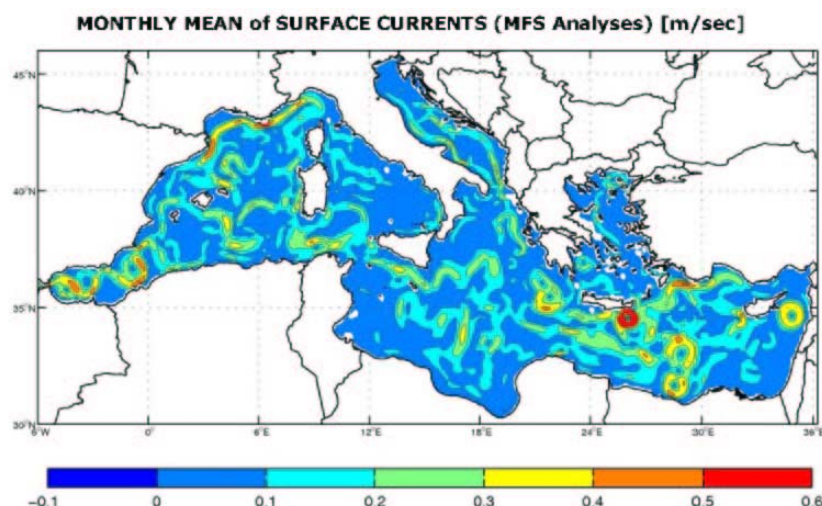 MONTHLY MEAN of SURFACE CURRENTS (MFS Analyses) [m/sec]
45°N
40°N
35°N
30°N
6°W 0° 6°E 12°E 18°E 24°E 30°E 36°E
−0.1 0 0.1 0.2 0.3 0.4 0.5 0.6